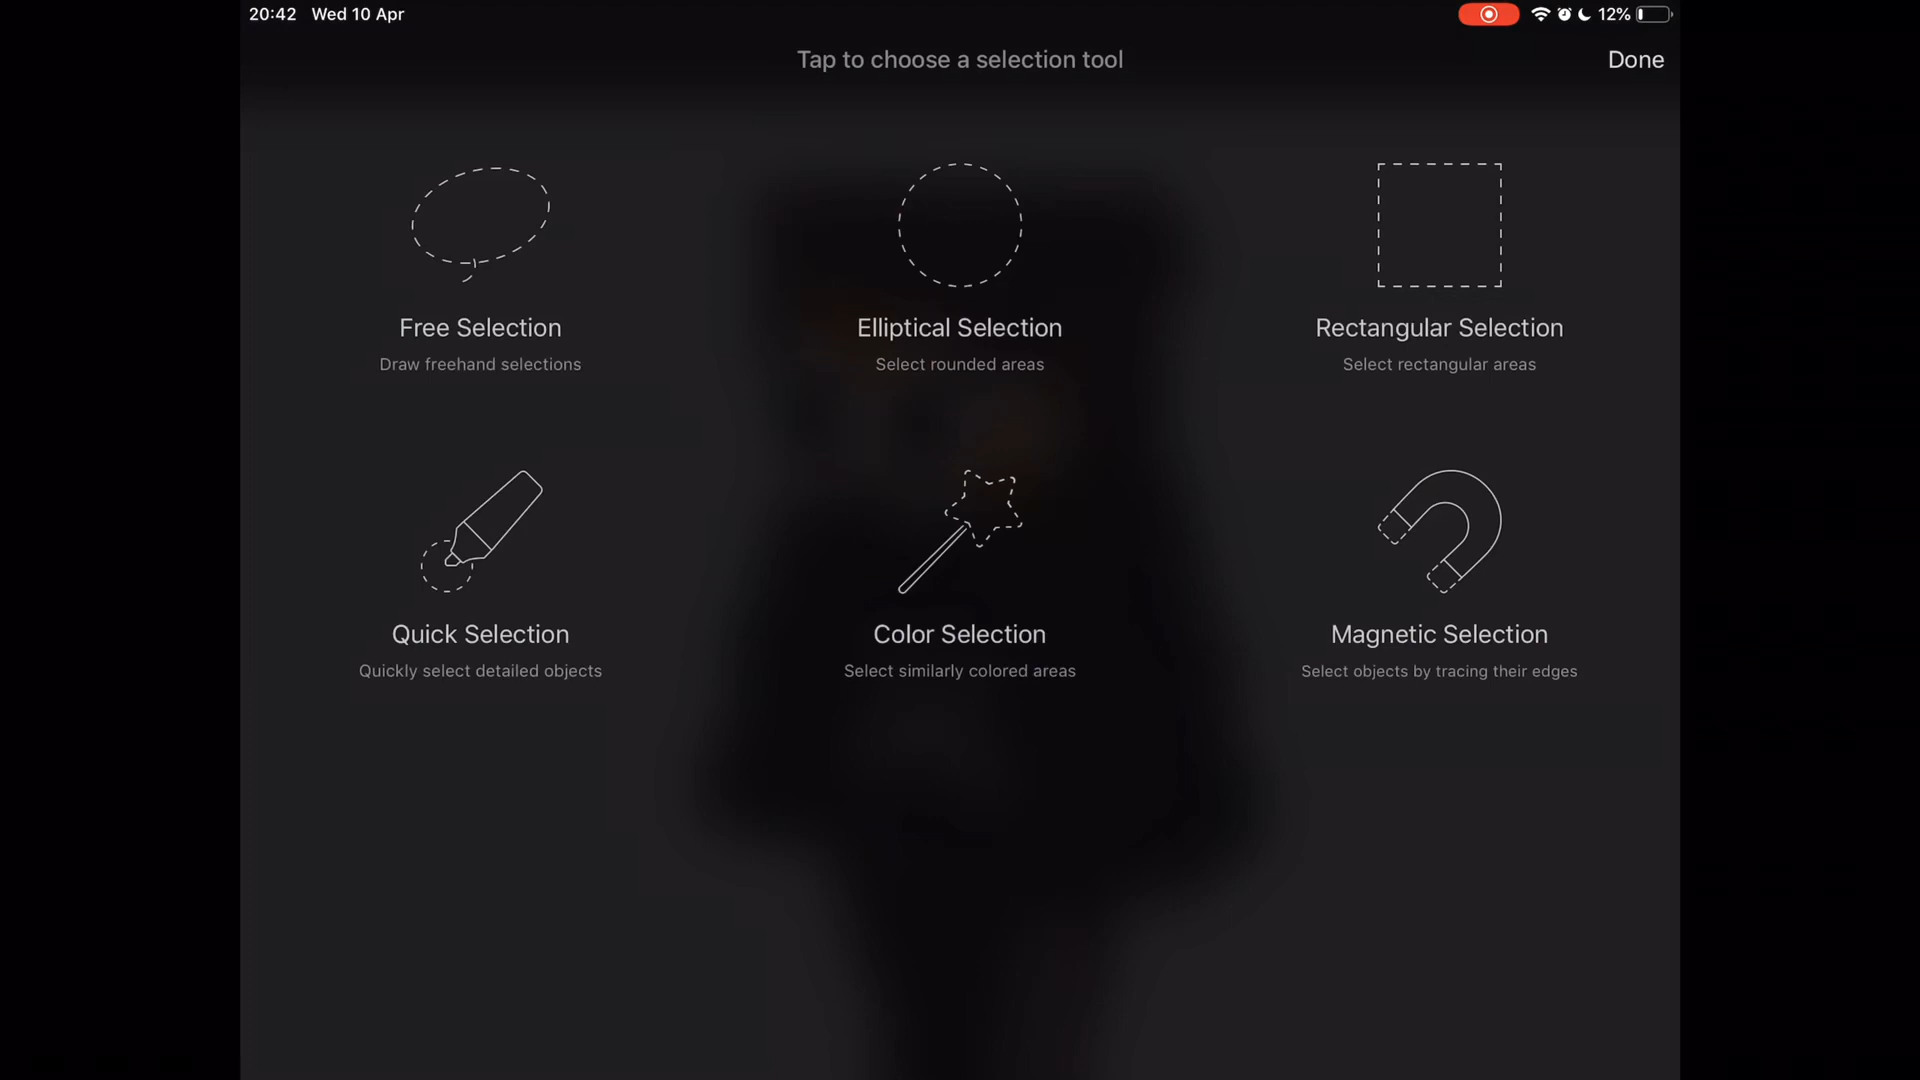 20:42 Wed 10 Apr 12%
Tap to choose a selection tool
Done
Free Selection
Draw freehand selections
Elliptical Selection
Select rounded areas
Rectangular Selection
Select rectangular areas
Quick Selection
Quickly select detailed objects
Color Selection
Select similarly colored areas
Magnetic Selection
Select objects by tracing their edges